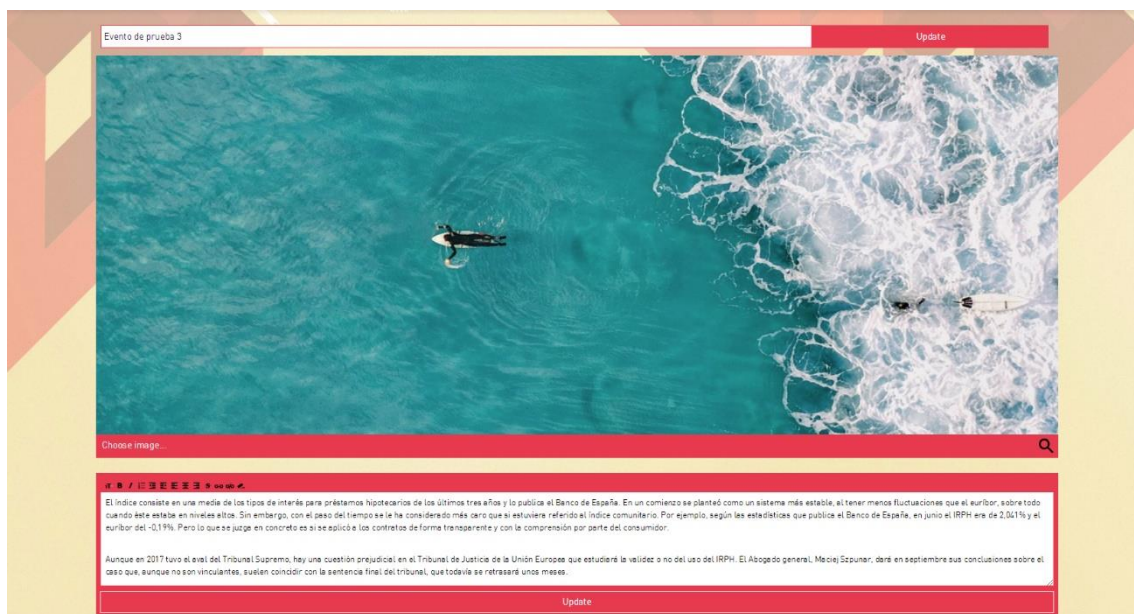 Evento de prueba 3
Update
Choose image...
El índice consiste en una media de los tipos de interés para préstamos hipotecarios de los últimos tres años y lo publica el Banco de España. En un comienzo se planteó como un sistema más estable, al tener menos fluctuaciones que el euríbor, sobre todo
cuando éste estaba en niveles altos. Sin embargo, con el paso del tiempo se le ha considerado más caro que si estuviera referido al índice comunitario. Por ejemplo, según las estadísticas que publica el Banco de España, en junio el IRPH era de 2,041% y el
euríbor del -0,19%. Pero lo que se juzga en concreto es si se aplicó a los contratos de forma transparente y con la comprensión por parte del consumidor.
Aunque en 2017 tuvo el aval del Tribunal Supremo, hay una cuestión prejudicial en el Tribunal de Justicia de la Unión Europea que estudiará la validez o no del uso del IRPH. El Abogado general, Maciej Szpunar, dará en septiembre sus conclusiones sobre el
caso que, aunque no son vinculantes, suelen coincidir con la sentencia final del tribunal, que todavía se retrasará unos meses.
Update